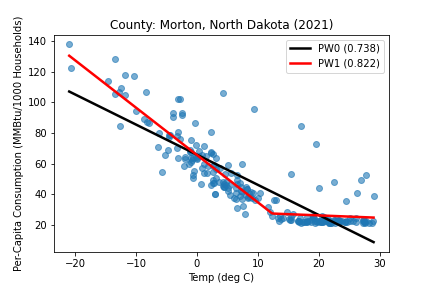 County: Morton, North Dakota (2021)
Per-Capita Consumption (MMBtu/1000 Households)
140
120
100
80
60
40
20
PW0 (0.738)
PW1 (0.822)
−20
−10
0
10
20
30
Temp (deg C)